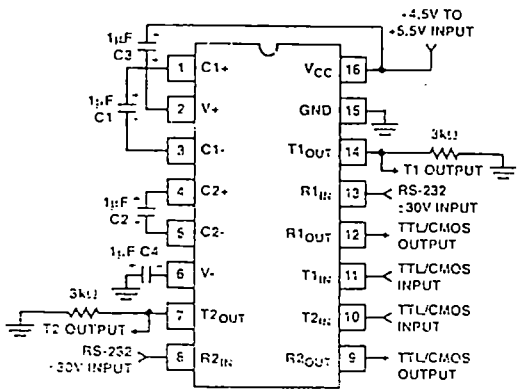 +4.5V TO
+5.5V INPUT
1µF
C3
1 C1+
VCC 16
1µF
C1
2 V+
GND 15
3kΩ
3 C1-
T1OUT 14
T1 OUTPUT
4 C2+
R1IN 13
RS-232
±30V INPUT
1µF
C2
5 C2-
R1OUT 12
TTL/CMOS
OUTPUT
1µF C4
6 V-
T1IN 11
TTL/CMOS
INPUT
3kΩ
7 T2OUT
T2 OUTPUT
T2IN 10
TTL/CMOS
INPUT
RS-232
±30V INPUT
8 R2IN
R2OUT 9
TTL/CMOS
OUTPUT